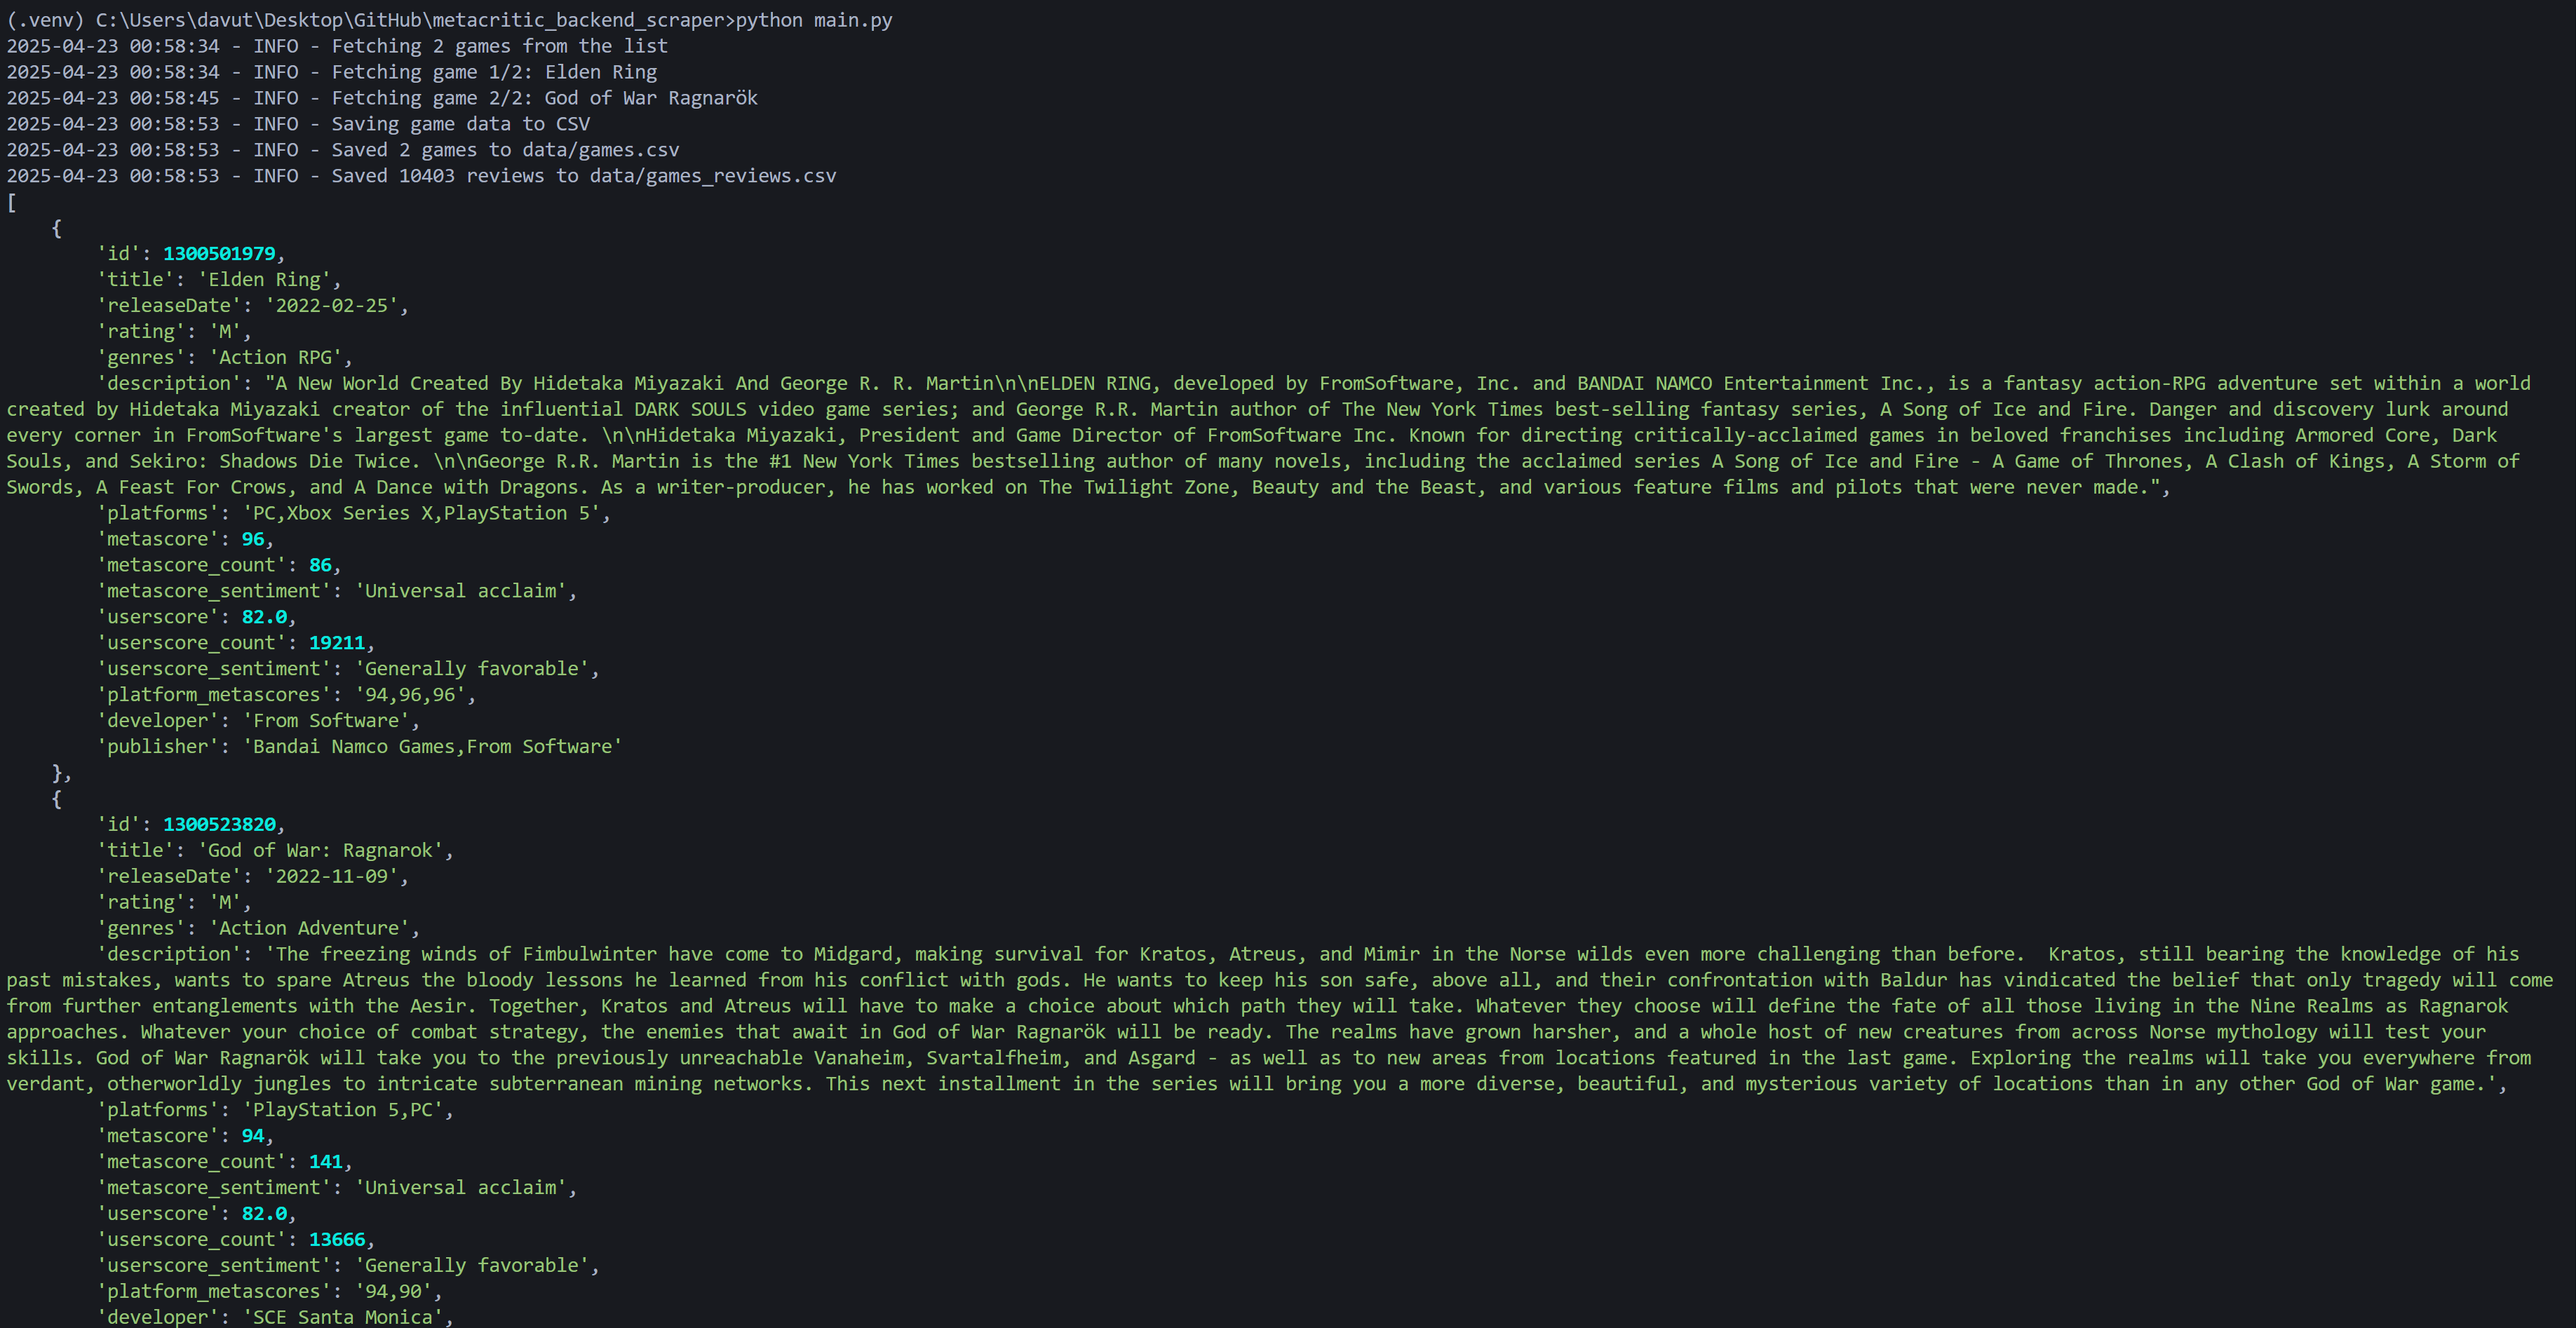 (.venv) C:\Users\davut\Desktop\GitHub\metacritic_backend_scraper>python main.py
2025-04-23 00:58:34 - INFO - Fetching 2 games from the list
2025-04-23 00:58:34 - INFO - Fetching game 1/2: Elden Ring
2025-04-23 00:58:45 - INFO - Fetching game 2/2: God of War Ragnarök
2025-04-23 00:58:53 - INFO - Saving game data to CSV
2025-04-23 00:58:53 - INFO - Saved 2 games to data/games.csv
2025-04-23 00:58:53 - INFO - Saved 10403 reviews to data/games_reviews.csv
[
    {
        'id': 1300501979,
        'title': 'Elden Ring',
        'releaseDate': '2022-02-25',
        'rating': 'M',
        'genres': 'Action RPG',
        'description': "A New World Created By Hidetaka Miyazaki And George R. R. Martin\n\nELDEN RING, developed by FromSoftware, Inc. and BANDAI NAMCO Entertainment Inc., is a fantasy action-RPG adventure set within a world
created by Hidetaka Miyazaki creator of the influential DARK SOULS video game series; and George R.R. Martin author of The New York Times best-selling fantasy series, A Song of Ice and Fire. Danger and discovery lurk around
every corner in FromSoftware's largest game to-date. \n\nHidetaka Miyazaki, President and Game Director of FromSoftware Inc. Known for directing critically-acclaimed games in beloved franchises including Armored Core, Dark
Souls, and Sekiro: Shadows Die Twice. \n\nGeorge R.R. Martin is the #1 New York Times bestselling author of many novels, including the acclaimed series A Song of Ice and Fire - A Game of Thrones, A Clash of Kings, A Storm of
Swords, A Feast For Crows, and A Dance with Dragons. As a writer-producer, he has worked on The Twilight Zone, Beauty and the Beast, and various feature films and pilots that were never made.",
        'platforms': 'PC,Xbox Series X,PlayStation 5',
        'metascore': 96,
        'metascore_count': 86,
        'metascore_sentiment': 'Universal acclaim',
        'userscore': 82.0,
        'userscore_count': 19211,
        'userscore_sentiment': 'Generally favorable',
        'platform_metascores': '94,96,96',
        'developer': 'From Software',
        'publisher': 'Bandai Namco Games,From Software'
    },
    {
        'id': 1300523820,
        'title': 'God of War: Ragnarok',
        'releaseDate': '2022-11-09',
        'rating': 'M',
        'genres': 'Action Adventure',
        'description': 'The freezing winds of Fimbulwinter have come to Midgard, making survival for Kratos, Atreus, and Mimir in the Norse wilds even more challenging than before.  Kratos, still bearing the knowledge of his
past mistakes, wants to spare Atreus the bloody lessons he learned from his conflict with gods. He wants to keep his son safe, above all, and their confrontation with Baldur has vindicated the belief that only tragedy will come
from further entanglements with the Aesir. Together, Kratos and Atreus will have to make a choice about which path they will take. Whatever they choose will define the fate of all those living in the Nine Realms as Ragnarok
approaches. Whatever your choice of combat strategy, the enemies that await in God of War Ragnarök will be ready. The realms have grown harsher, and a whole host of new creatures from across Norse mythology will test your
skills. God of War Ragnarök will take you to the previously unreachable Vanaheim, Svartalfheim, and Asgard - as well as to new areas from locations featured in the last game. Exploring the realms will take you everywhere from
verdant, otherworldly jungles to intricate subterranean mining networks. This next installment in the series will bring you a more diverse, beautiful, and mysterious variety of locations than in any other God of War game.',
        'platforms': 'PlayStation 5,PC',
        'metascore': 94,
        'metascore_count': 141,
        'metascore_sentiment': 'Universal acclaim',
        'userscore': 82.0,
        'userscore_count': 13666,
        'userscore_sentiment': 'Generally favorable',
        'platform_metascores': '94,90',
        'developer': 'SCE Santa Monica',